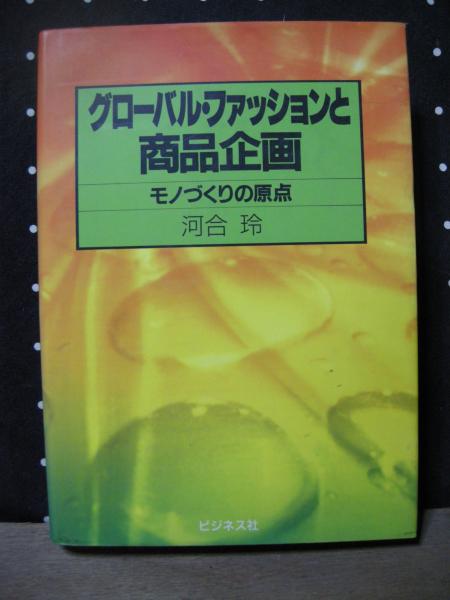 グローバル・ファッションと
商品企画
モノづくりの原点
河合 玲
ビジネス社